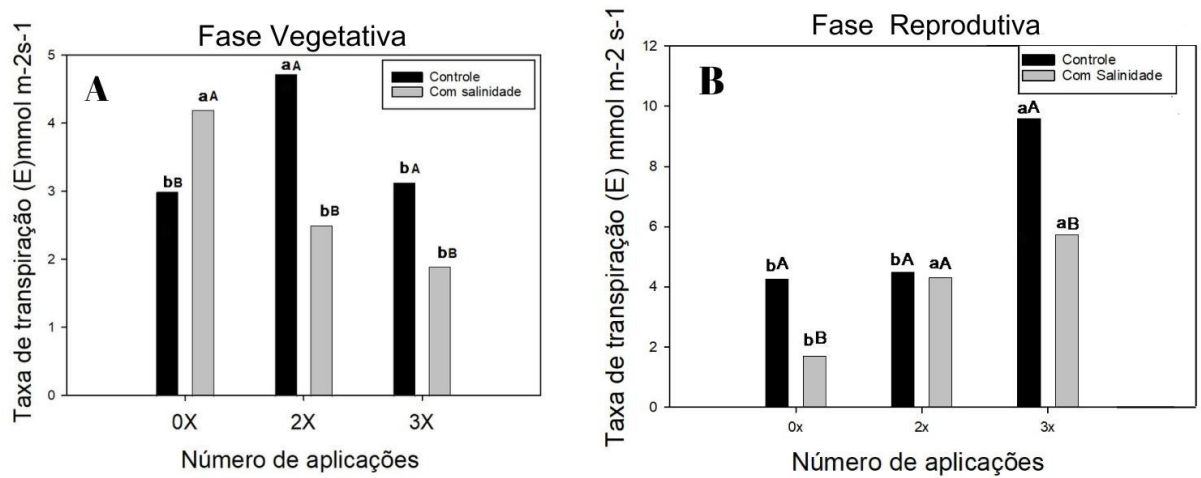 Fase Vegetativa
A
Controle
Com salinidade
Taxa de transpiração (E)mmol m-2s-1
5
4
3
2
1
0
bB
aA
aA
bB
bA
bB
0X 2X 3X
Número de aplicações
Fase Reprodutiva
B
Controle
Com Salinidade
Taxa de transpiração (E) mmol m-2 s-1
12
10
8
6
4
2
0
bA
bB
bA
aA
aA
aB
0x 2x 3x
Número de aplicações